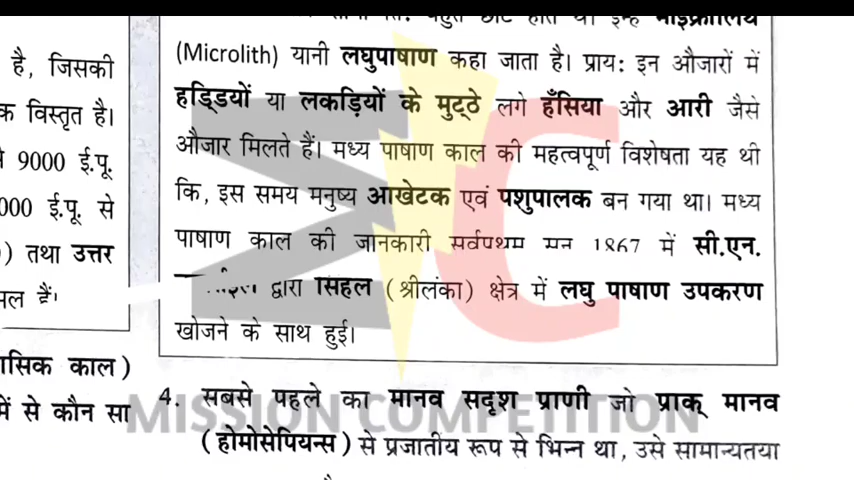 है, जिसकी
विस्तृत है।
9000 ई.पू.
ई.पू. से
तथा उत्तर
हैं।
काल)
में से कौन सा
(Microlith) यानी लघुपाषाण कहा जाता है। प्राय: इन औजारों में
हड्डियों या लकड़ियों के मुट्ठे लगे हँसिया और आरी जैसे
औजार मिलते हैं। मध्य पाषाण काल की महत्वपूर्ण विशेषता यह थी
कि, इस समय मनुष्य आखेटक एवं पशुपालक बन गया था। मध्य
पाषाण काल की जानकारी सर्वप्रथम सन् 1867 में सी.एन.
द्वारा सिंहल (श्रीलंका) क्षेत्र में लघु पाषाण उपकरण
खोजने के साथ हुई।
4. सबसे पहले का मानव सदृश प्राणी जो प्राक् मानव
(होमोसेपियन्स) से प्रजातीय रूप से भिन्न था, उसे सामान्यतया
MISSION COMPETITION